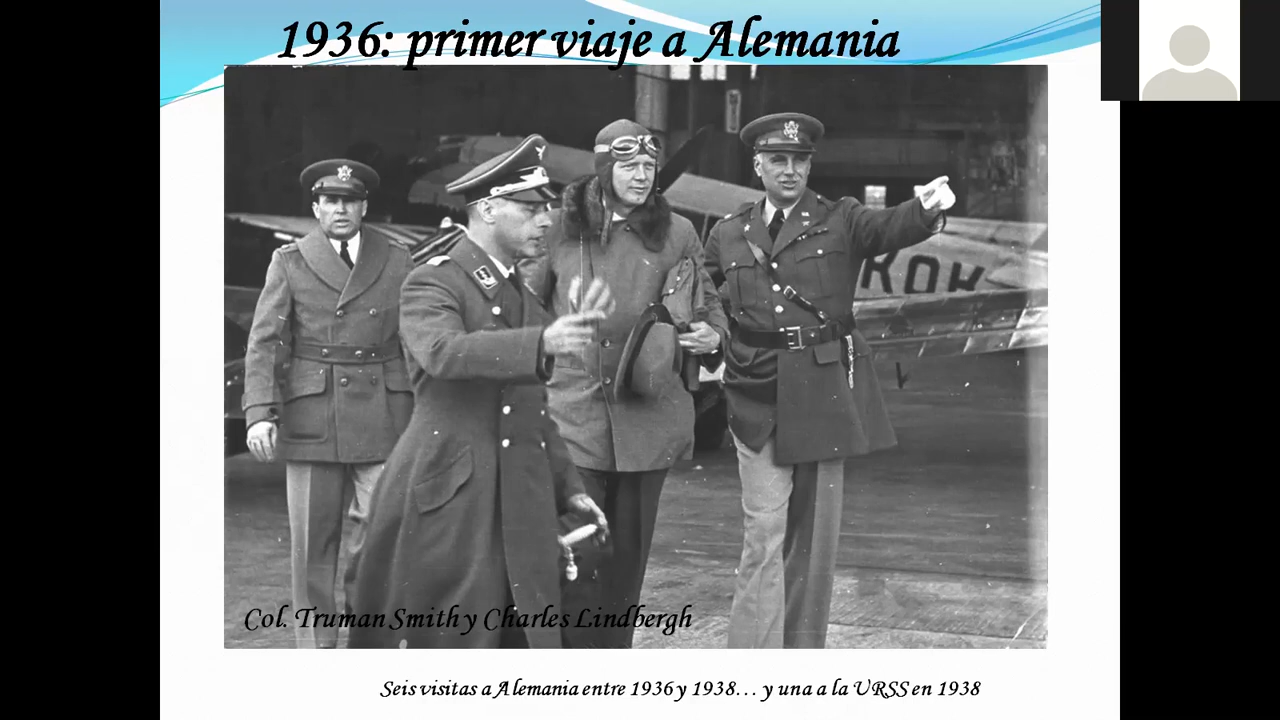 1936: primer viaje a Alemania
ROK
Col. Truman Smith y Charles Lindbergh
Seis visitas a Alemania entre 1936 y 1938... y una a la URSS en 1938